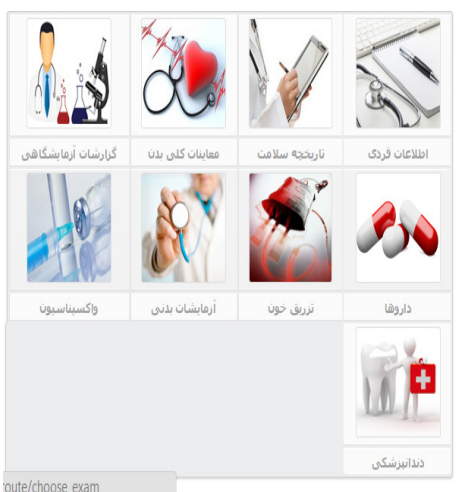 اطلاعات فردی
تاریخچه سلامت
معاینات کلی بدن
گزارشات آزمایشگاهی
داروها
تزریق خون
آزمایشات بدنی
واکسیناسیون
دندانپزشکی
route/choose_exam